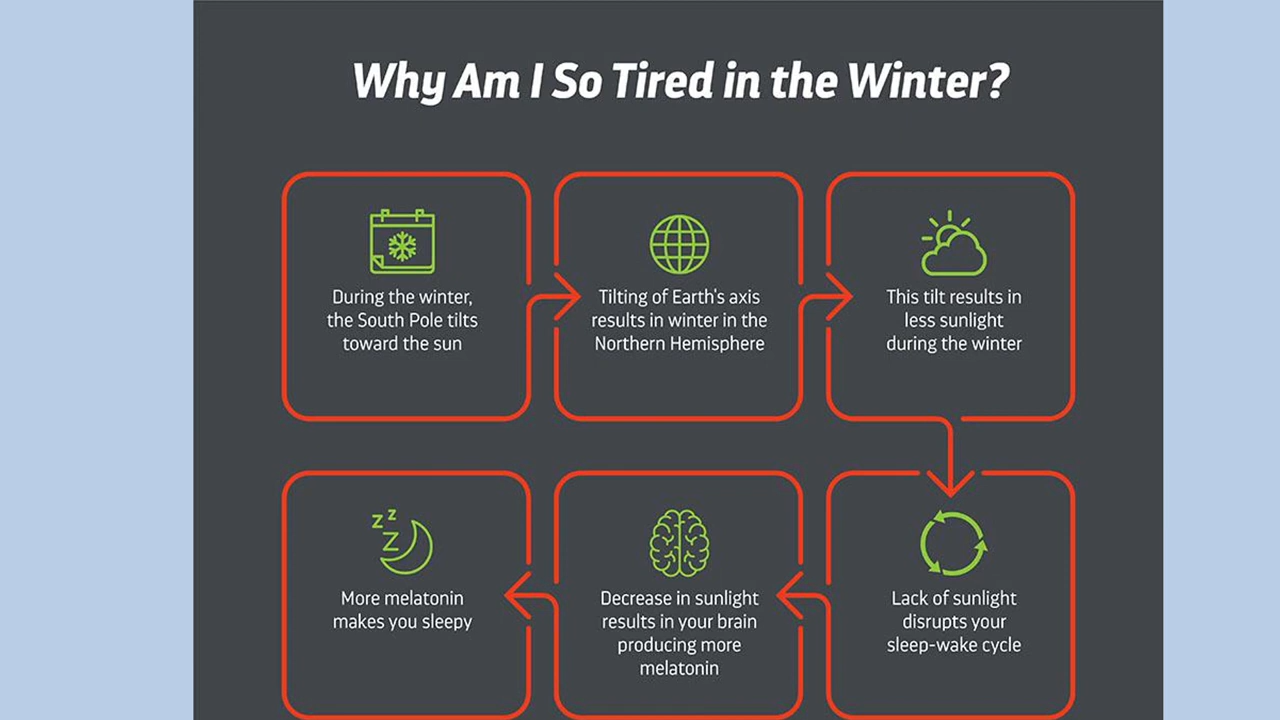 Why Am I So Tired in the Winter?
During the winter,
the South Pole tilts
toward the sun
Tilting of Earth's axis
results in winter in the
Northern Hemisphere
This tilt results in
less sunlight
during the winter
Lack of sunlight
disrupts your
sleep-wake cycle
Decrease in sunlight
results in your brain
producing more
melatonin
z z
Z
More melatonin
makes you sleepy